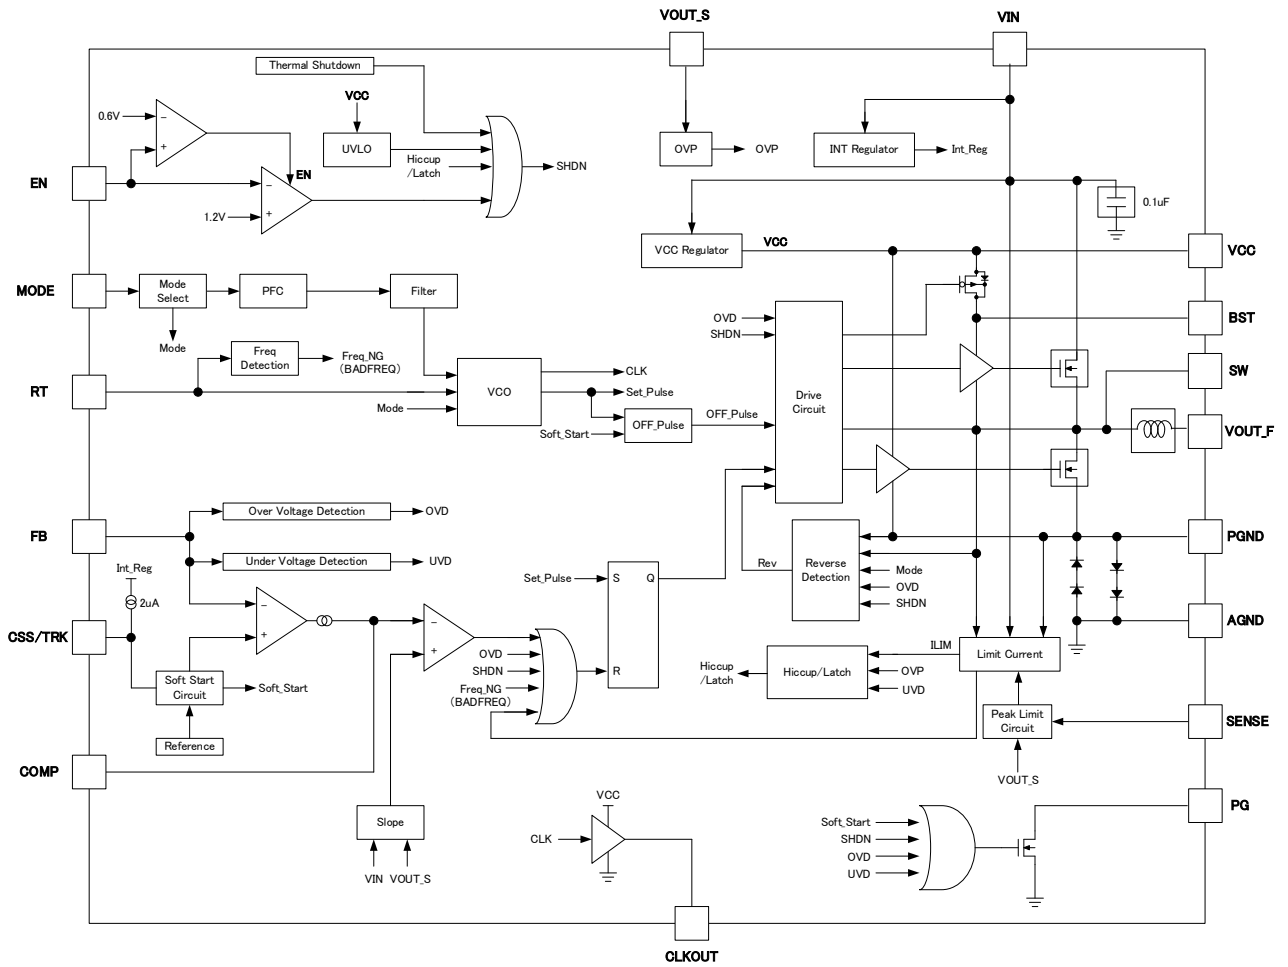 VOUT_S
VIN
Thermal Shutdown
VCC
0.6V
−
+
UVLO
Hiccup
/Latch
SHDN
OVP
OVP
INT Regulator
Int_Reg
EN
EN
−
+
1.2V
0.1uF
VCC Regulator
VCC
VCC
MODE
Mode
Select
PFC
Filter
Mode
OVD
SHDN
BST
Freq
Detection
Freq_NG
(BADFREQ)
RT
VCO
CLK
Set_Pulse
Mode
Soft_Start
OFF_Pulse
OFF_Pulse
Drive
Circuit
SW
VOUT_F
FB
Over Voltage Detection
OVD
Under Voltage Detection
UVD
PGND
Int_Reg
2uA
−
+
CSS/TRK
Soft Start
Circuit
Soft_Start
Reference
−
+
Set_Pulse
S
Q
R
OVD
SHDN
Freq_NG
(BADFREQ)
Rev
Reverse
Detection
Mode
OVD
SHDN
AGND
ILIM
Limit Current
Hiccup
/Latch
Hiccup/Latch
OVP
UVD
Peak Limit
Circuit
SENSE
VOUT_S
COMP
Slope
VIN
VOUT_S
VCC
CLK
Soft_Start
SHDN
OVD
UVD
PG
CLKOUT